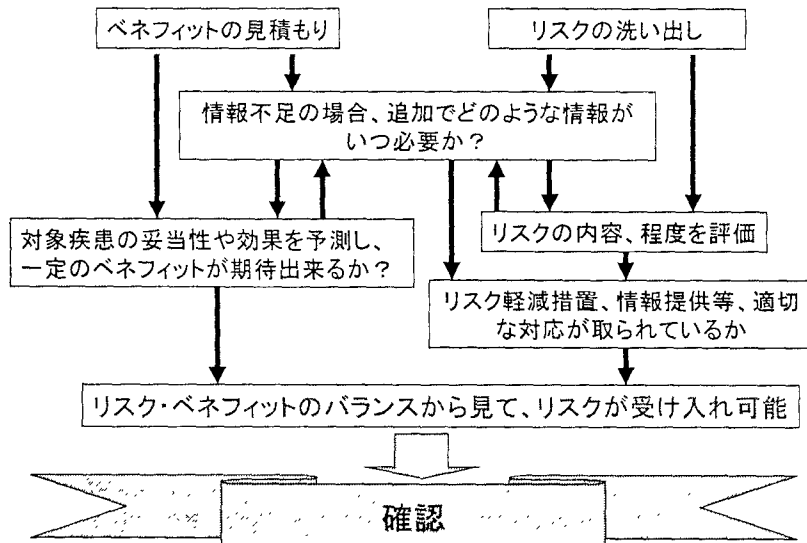 ベネフィットの見積もり
リスクの洗い出し
情報不足の場合、追加でどのような情報が
いつ必要か?
対象疾患の妥当性や効果を予測し、
一定のベネフィットが期待出来るか?
リスクの内容、程度を評価
リスク軽減措置、情報提供等、適切
な対応が取られているか
リスク・ベネフィットのバランスから見て、リスクが受け入れ可能
確認